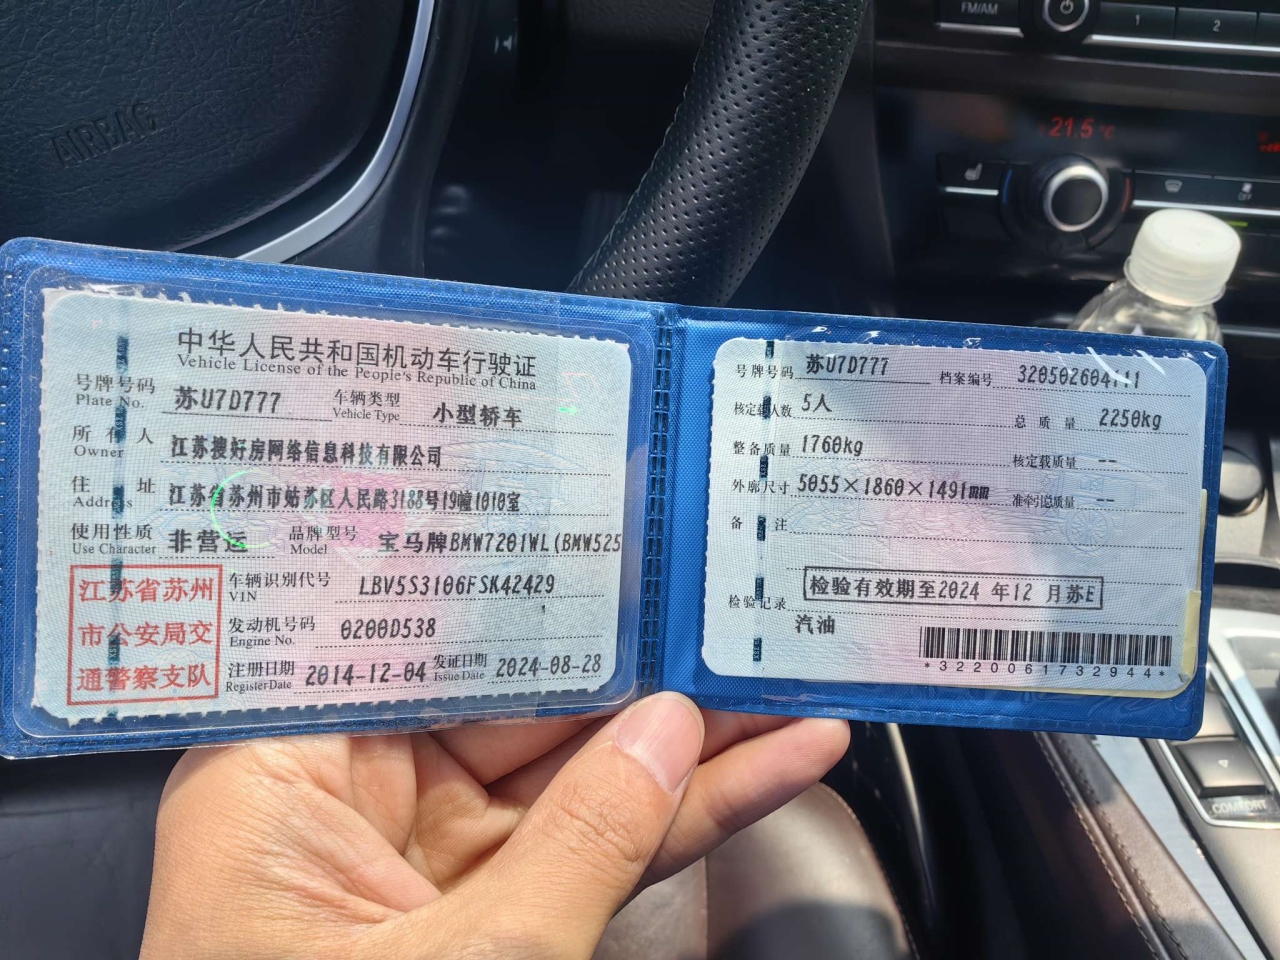 AIRBAG
FM/AM
1
2
21.5 °C
OFF
中华人民共和国机动车行驶证
Vehicle License of the People's Republic of China
号牌号码 苏U7D777 车辆类型 小型轿车
Plate No. Vehicle Type
所有人 江苏搜好房网络信息科技有限公司
Owner
住址 江苏省苏州市姑苏区人民路3188号19幢1010室
Address
使用性质 非营运 品牌型号 宝马牌BMW7201WL(BMW525
Use Character Model
江苏省苏州
市公安局交
通警察支队
车辆识别代号 LBV5S3106FSK42429
VIN
发动机号码 0200D538
Engine No.
注册日期 2014-12-04 发证日期 2024-08-28
Register Date Issue Date
号牌号码 苏U7D777 档案编号
核定载人数 5人 总质量 2250kg
整备质量 1760kg 核定载质量 --
外廓尺寸 5055×1860×1491mm 准牵引总质量 --
备注
检验有效期至2024 年12 月苏E
检验记录
汽油
*3220061732944*
COMFORT